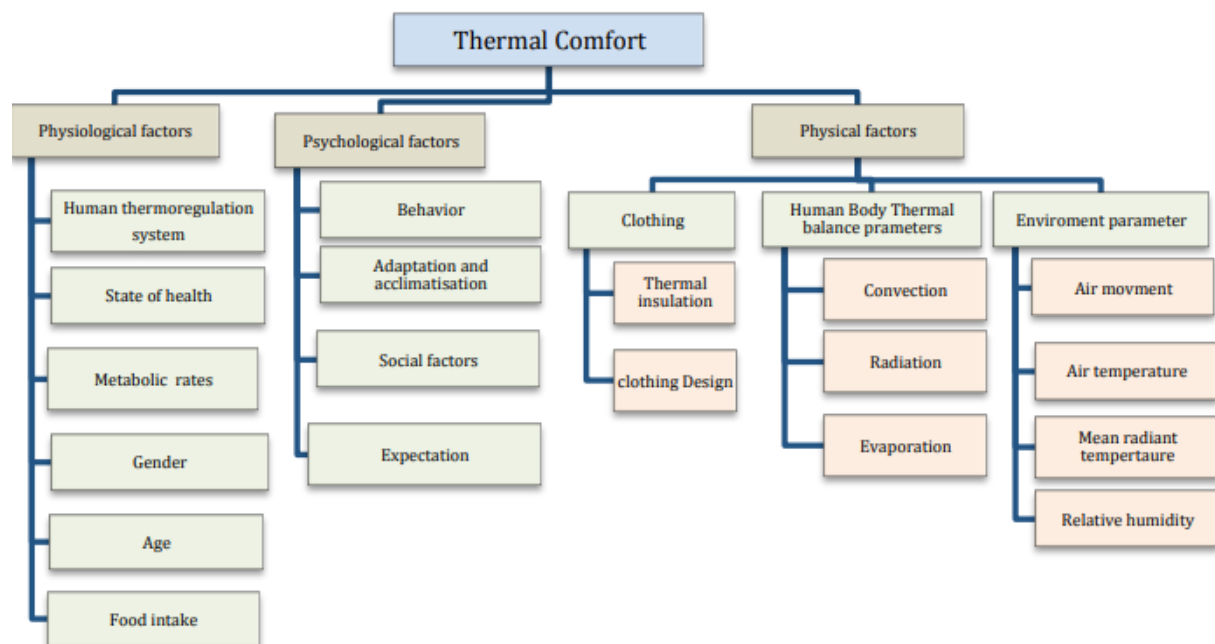 Thermal Comfort
Physiological factors
Human thermoregulation
system
State of health
Metabolic rates
Gender
Age
Food intake
Psychological factors
Behavior
Adaptation and
acclimatisation
Social factors
Expectation
Physical factors
Clothing
Thermal
insulation
clothing Design
Human Body Thermal
balance prameters
Convection
Radiation
Evaporation
Enviroment parameter
Air movment
Air temperature
Mean radiant
tempertaure
Relative humidity